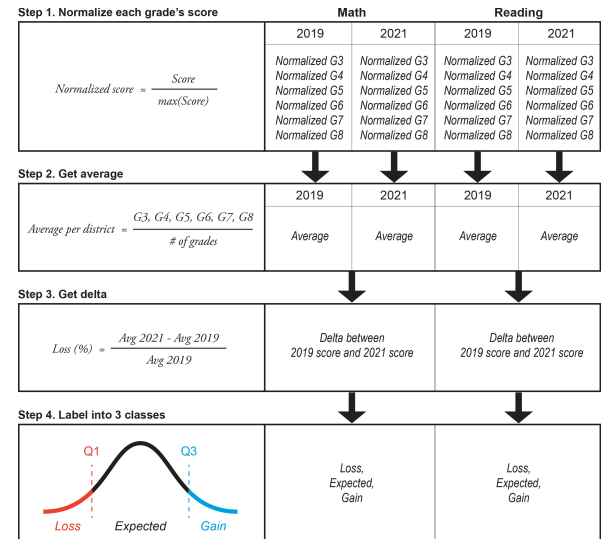 Step 1. Normalize each grade's score
Math
Reading
2019
2021
2019
2021
Normalized score = Score
max(Score)
Normalized G3
Normalized G4
Normalized G5
Normalized G6
Normalized G7
Normalized G8
Normalized G3
Normalized G4
Normalized G5
Normalized G6
Normalized G7
Normalized G8
Normalized G3
Normalized G4
Normalized G5
Normalized G6
Normalized G7
Normalized G8
Normalized G3
Normalized G4
Normalized G5
Normalized G6
Normalized G7
Normalized G8
Step 2. Get average
2019
2021
2019
2021
Average per district = G3, G4, G5, G6, G7, G8
# of grades
Average
Average
Average
Average
Step 3. Get delta
Loss (%) = Avg 2021 - Avg 2019
Avg 2019
Delta between
2019 score and 2021 score
Delta between
2019 score and 2021 score
Step 4. Label into 3 classes
Q1
Q3
Loss
Expected
Gain
Loss,
Expected,
Gain
Loss,
Expected,
Gain